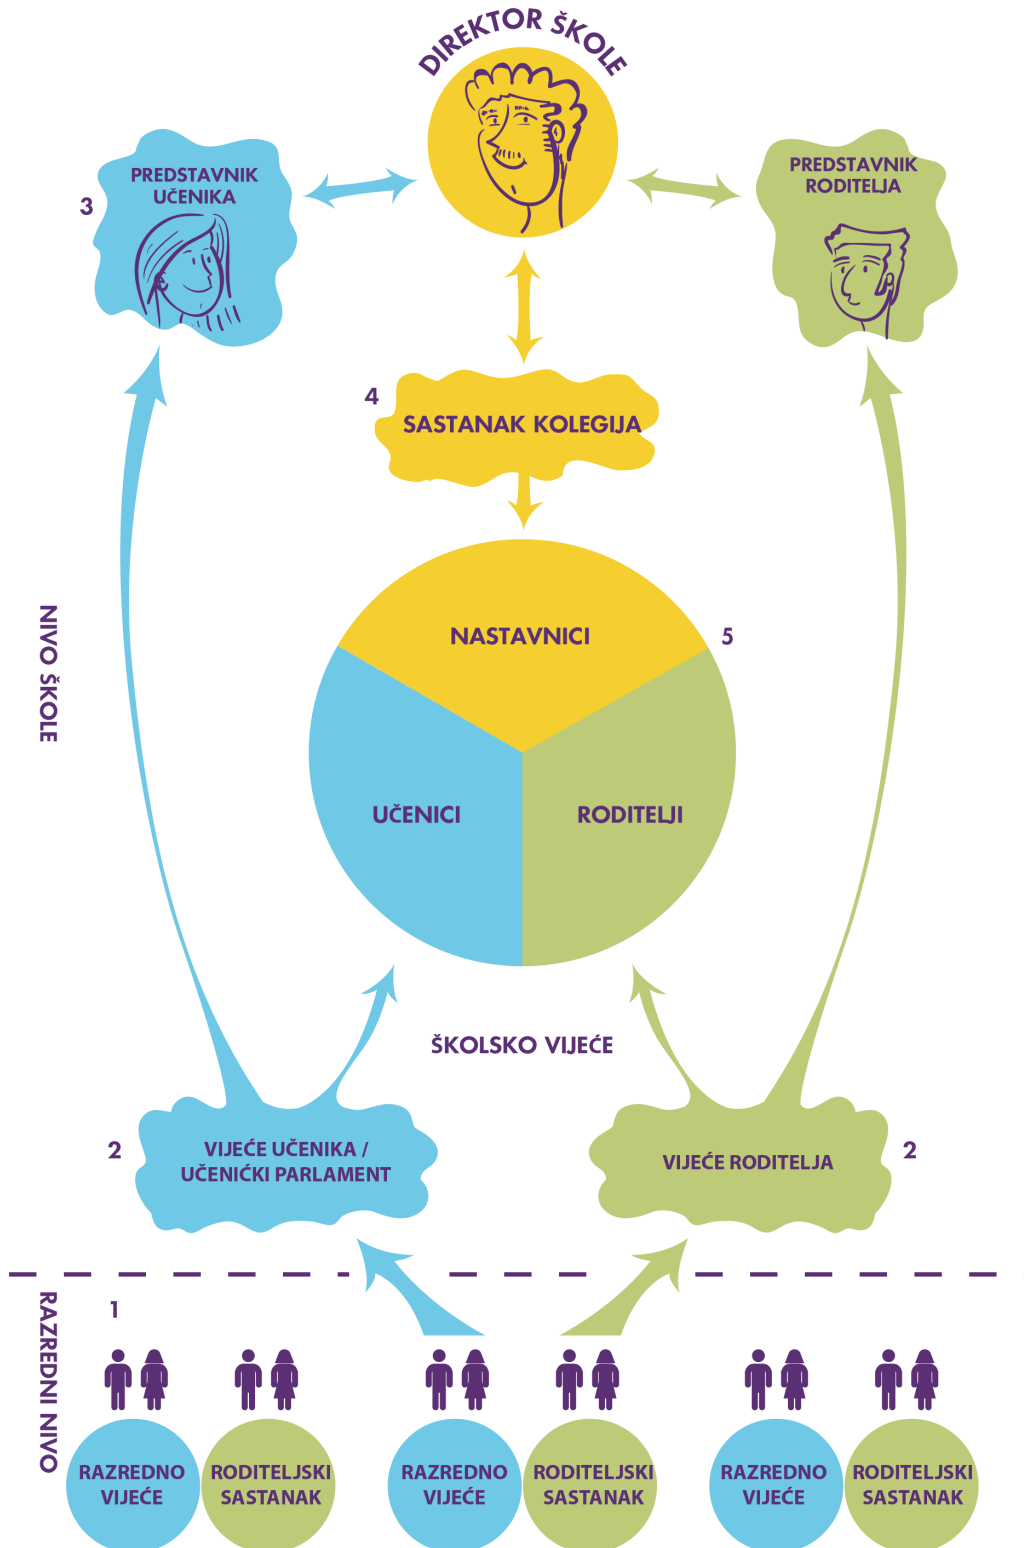 DIREKTOR ŠKOLE
PREDSTAVNIK
UČENIKA
3
PREDSTAVNIK
RODITELJA
4
SASTANAK KOLEGIJA
NIVO ŠKOLE
NASTAVNICI
5
UČENICI
RODITELJI
ŠKOLSKO VIJEĆE
2
VIJEĆE UČENIKA /
UČENIĆKI PARLAMENT
VIJEĆE RODITELJA
2
RAZREDNI NIVO
1
RAZREDNO
VIJEĆE
RODITELJSKI
SASTANAK
RAZREDNO
VIJEĆE
RODITELJSKI
SASTANAK
RAZREDNO
VIJEĆE
RODITELJSKI
SASTANAK